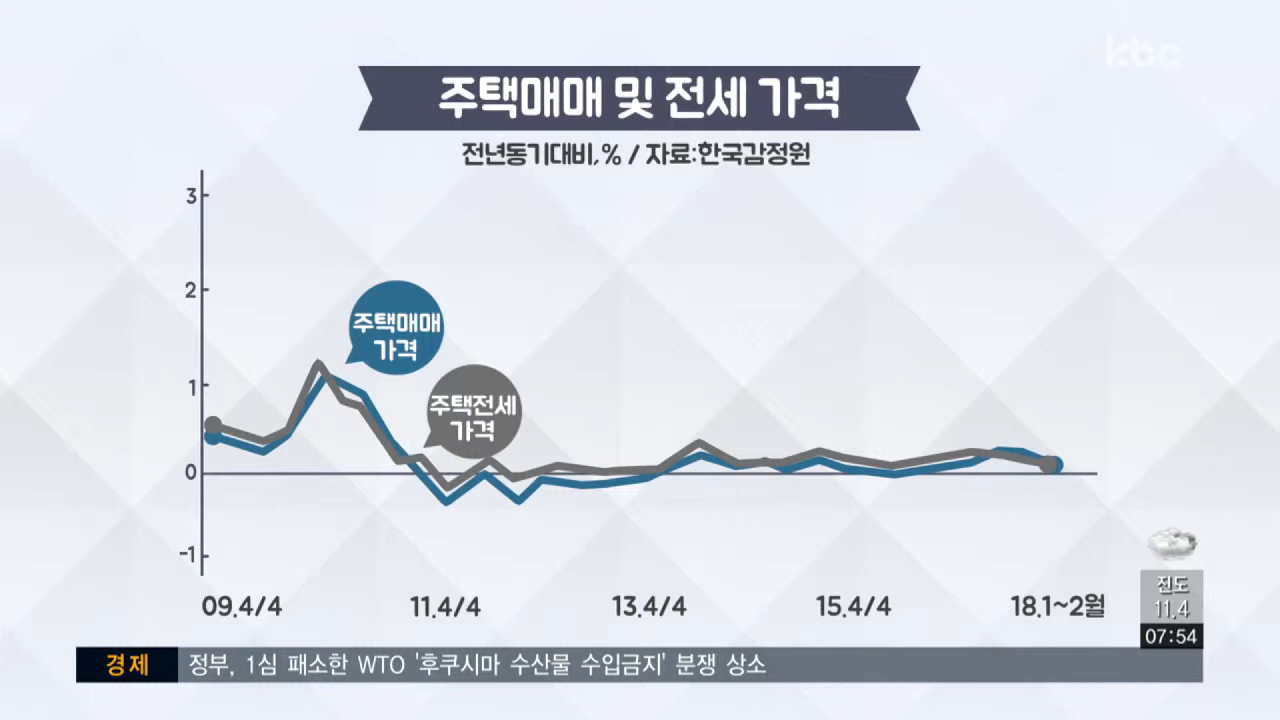 kbc
주택매매 및 전세 가격
전년동기대비,% / 자료:한국감정원
3
2
1
0
-1
주택매매
가격
주택전세
가격
09.4/4
11.4/4
13.4/4
15.4/4
18.1~2월
진도
11.4
07:54
경제
정부, 1심 패소한 WTO '후쿠시마 수산물 수입금지' 분쟁 상소